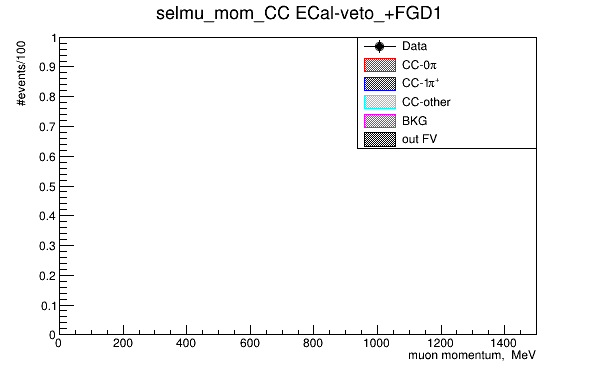 selmu_mom_CC ECal-veto_+FGD1
#events/100
1
0.9
0.8
0.7
0.6
0.5
0.4
0.3
0.2
0.1
0
Data
CC-0π
CC-1π⁺
CC-other
BKG
out FV
0 200 400 600 800 1000 1200 1400
muon momentum, MeV